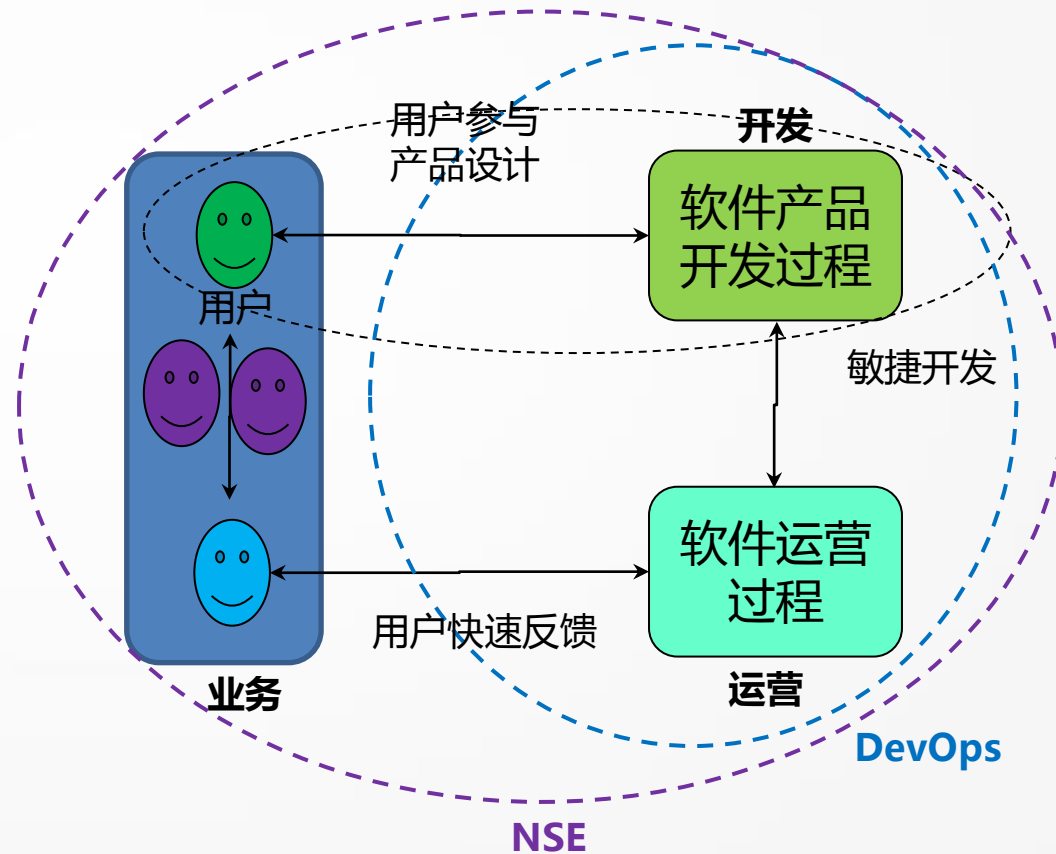 用户参与
产品设计
开发
软件产品
开发过程
用户
敏捷开发
软件运营
过程
用户快速反馈
业务
运营
DevOps
NSE